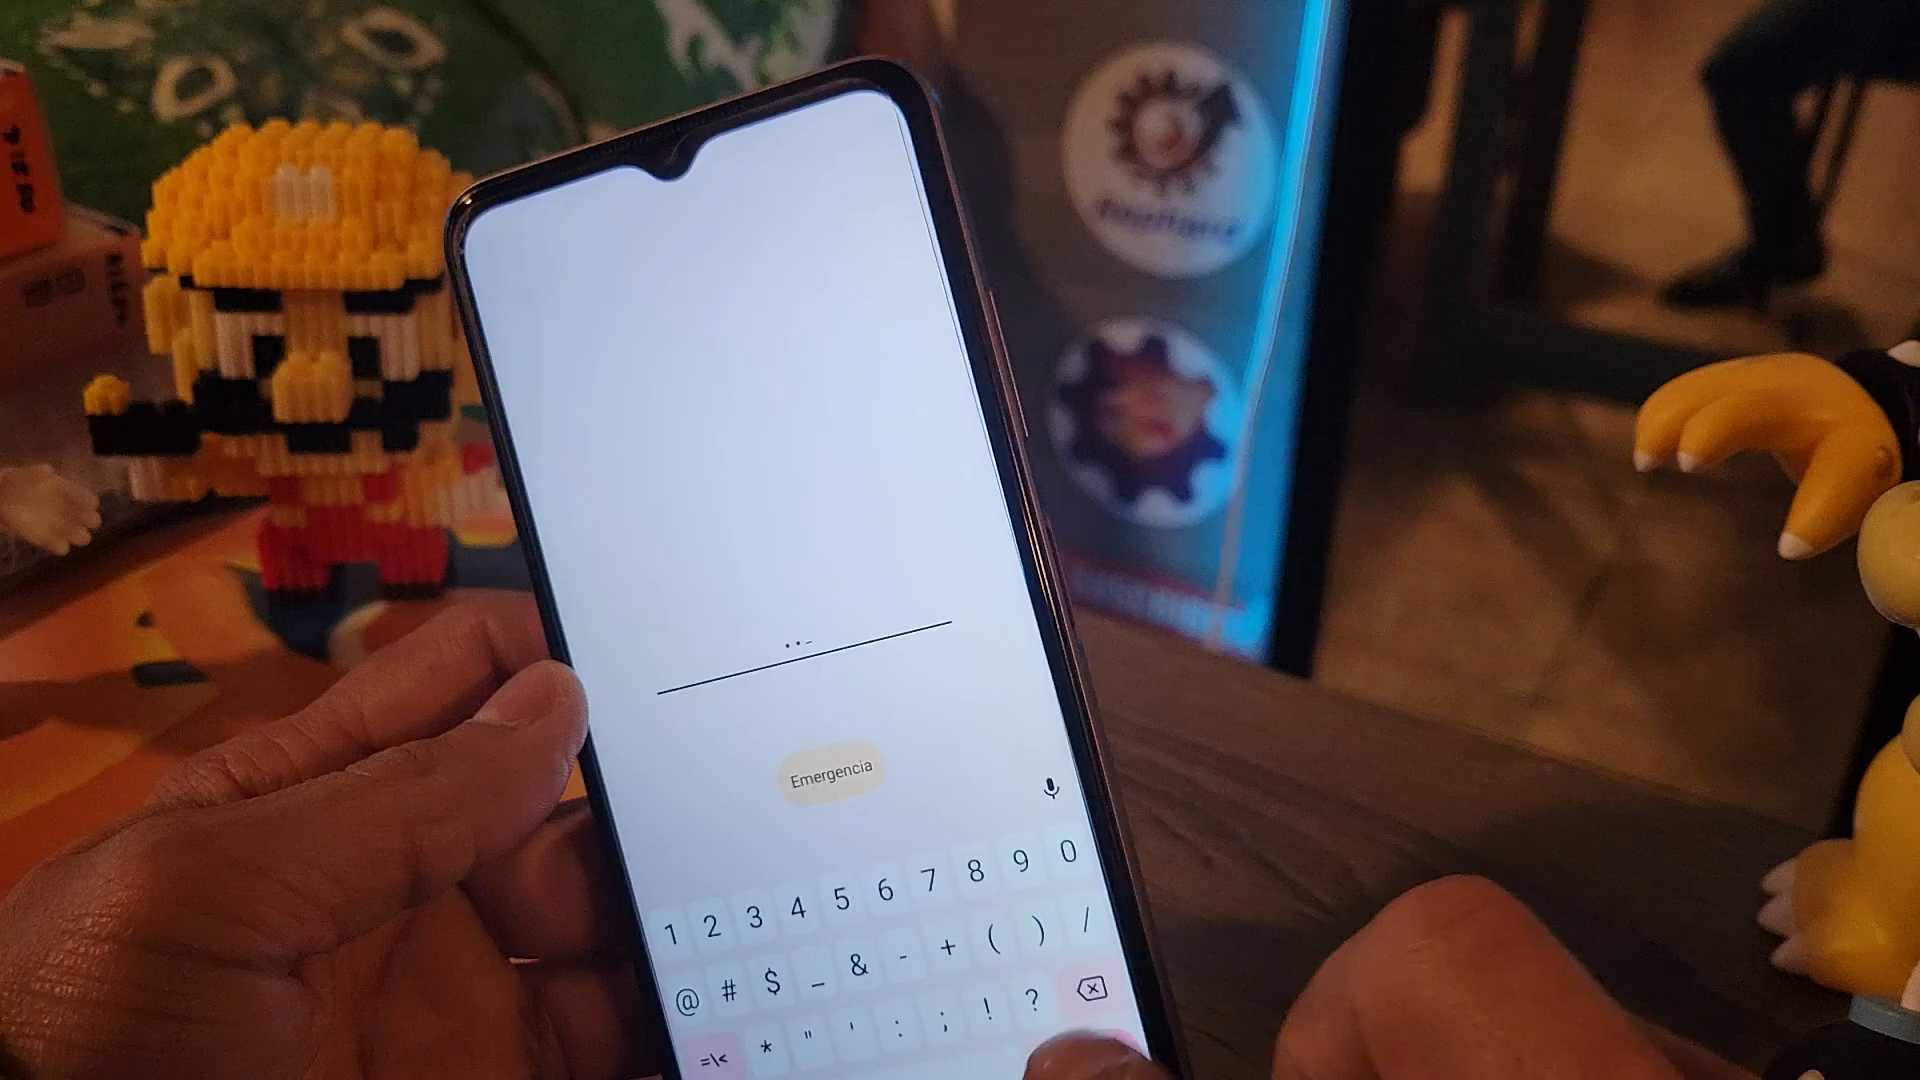 ··_
Emergencia
1 2 3 4 5 6 7 8 9 0
@ # $ _ & - + ( ) /
=\< * " ' : ; ! ?